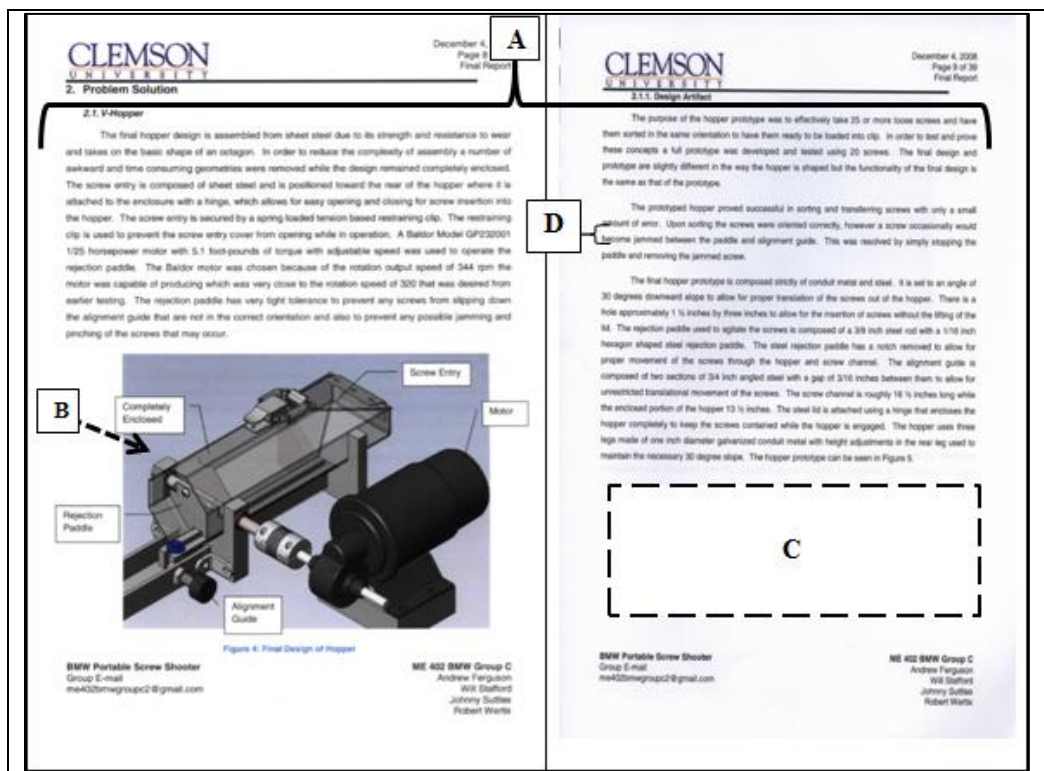 A
CLEMSON
UNIVERSITY
December 4,
Page 8
Final Report
2. Problem Solution
2.1. V-Hopper
The final hopper design is assembled from sheet steel due to its strength and resistance to wear
and takes on the basic shape of an octagon. In order to reduce the complexity of assembly a number of
awkward and time consuming geometries were removed while the design remained completely enclosed.
The screw entry is composed of sheet steel and is positioned toward the rear of the hopper where it is
attached to the enclosure with a hinge, which allows for easy opening and closing for screw insertion into
the hopper. The screw entry is secured by a spring loaded tension based restraining clip. The restraining
clip is used to prevent the screw entry cover from opening while in operation. A Baldor Model GP232001
1/25 horsepower motor with 5.1 foot-pounds of torque with adjustable speed was used to operate the
rejection paddle. The Baldor motor was chosen because of the rotation output speed of 344 rpm the
motor was capable of producing which was very close to the rotation speed of 320 that was desired from
earlier testing. The rejection paddle has very tight tolerance to prevent any screws from slipping down
the alignment guide that are not in the correct orientation and also to prevent any possible jamming and
pinching of the screws that may occur.
B
Screw Entry
Completely
Enclosed
Motor
Rejection
Paddle
Alignment
Guide
Figure 4: Final Design of Hopper
BMW Portable Screw Shooter
Group E-mail
me402bmwgroupc2@gmail.com
ME 402 BMW Group C
Andrew Ferguson
Will Stafford
Johnny Suttles
Robert Wertis
CLEMSON
UNIVERSITY
December 4, 2008
Page 9 of 39
Final Report
2.1.1. Design Artifact
The purpose of the hopper prototype was to effectively take 25 or more loose screws and have
them sorted in the same orientation to have them ready to be loaded into clip. In order to test and prove
these concepts a full prototype was developed and tested using 20 screws. The final design and
prototype are slightly different in the way the hopper is shaped but the functionality of the final design is
the same as that of the prototype.
The prototyped hopper proved successful in sorting and transferring screws with only a small
D
amount of error. Upon sorting the screws were oriented correctly, however a screw occasionally would
become jammed between the paddle and alignment guide. This was resolved by simply stopping the
paddle and removing the jammed screw.
The final hopper prototype is composed strictly of conduit metal and steel. It is set to an angle of
30 degrees downward slope to allow for proper translation of the screws out of the hopper. There is a
hole approximately 1 ½ inches by three inches to allow for the insertion of screws without the lifting of the
lid. The rejection paddle used to agitate the screws is composed of a 3/8 inch steel rod with a 1/16 inch
hexagon shaped steel rejection paddle. The steel rejection paddle has a notch removed to allow for
proper movement of the screws through the hopper and screw channel. The alignment guide is
composed of two sections of 3/4 inch angled steel with a gap of 3/16 inches between them to allow for
unrestricted translational movement of the screws. The screw channel is roughly 16 ½ inches long while
the enclosed portion of the hopper 13 ½ inches. The steel lid is attached using a hinge that encloses the
hopper completely to keep the screws contained while the hopper is engaged. The hopper uses three
legs made of one inch diameter galvanized conduit metal with height adjustments in the rear leg used to
maintain the necessary 30 degree slope. The hopper prototype can be seen in Figure 5.
C
BMW Portable Screw Shooter
Group E-mail
me402bmwgroupc2@gmail.com
ME 402 BMW Group C
Andrew Ferguson
Will Stafford
Johnny Suttles
Robert Wertis